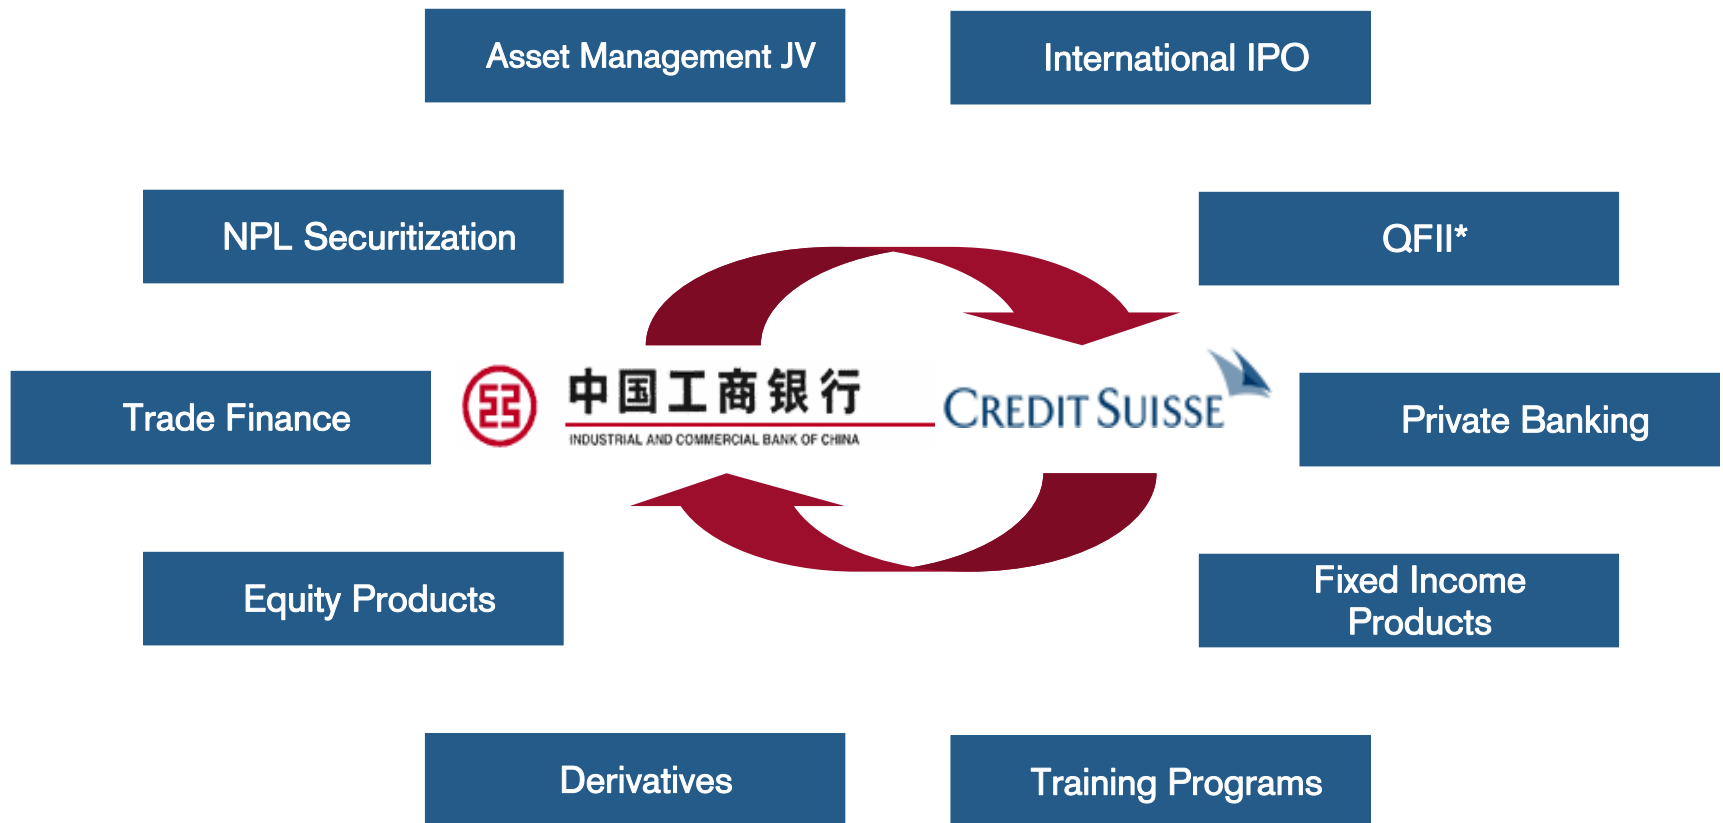 Asset Management JV
International IPO
NPL Securitization
QFII*
中国工商银行
INDUSTRIAL AND COMMERCIAL BANK OF CHINA
CREDIT SUISSE
Trade Finance
Private Banking
Equity Products
Fixed Income
Products
Derivatives
Training Programs